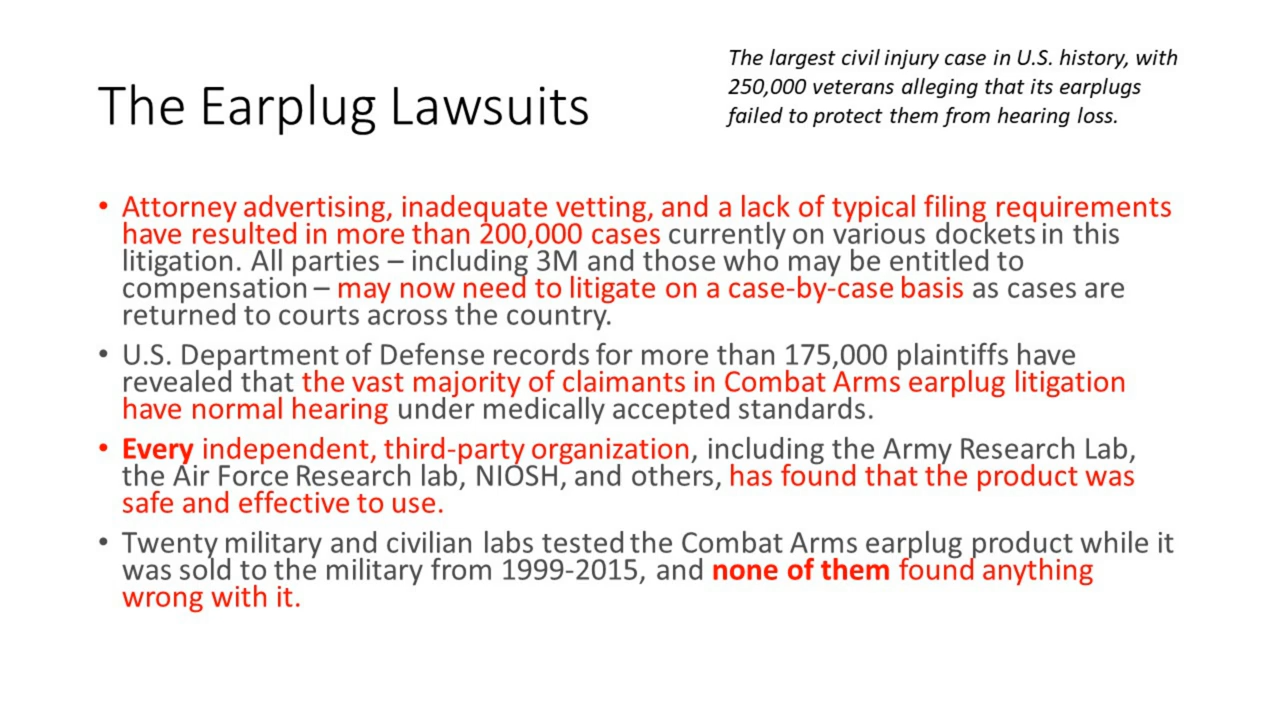 The Earplug Lawsuits
The largest civil injury case in U.S. history, with
250,000 veterans alleging that its earplugs
failed to protect them from hearing loss.
• Attorney advertising, inadequate vetting, and a lack of typical filing requirements
have resulted in more than 200,000 cases currently on various dockets in this
litigation. All parties – including 3M and those who may be entitled to
compensation – may now need to litigate on a case-by-case basis as cases are
returned to courts across the country.
• U.S. Department of Defense records for more than 175,000 plaintiffs have
revealed that the vast majority of claimants in Combat Arms earplug litigation
have normal hearing under medically accepted standards.
• Every independent, third-party organization, including the Army Research Lab,
the Air Force Research lab, NIOSH, and others, has found that the product was
safe and effective to use.
• Twenty military and civilian labs tested the Combat Arms earplug product while it
was sold to the military from 1999-2015, and none of them found anything
wrong with it.